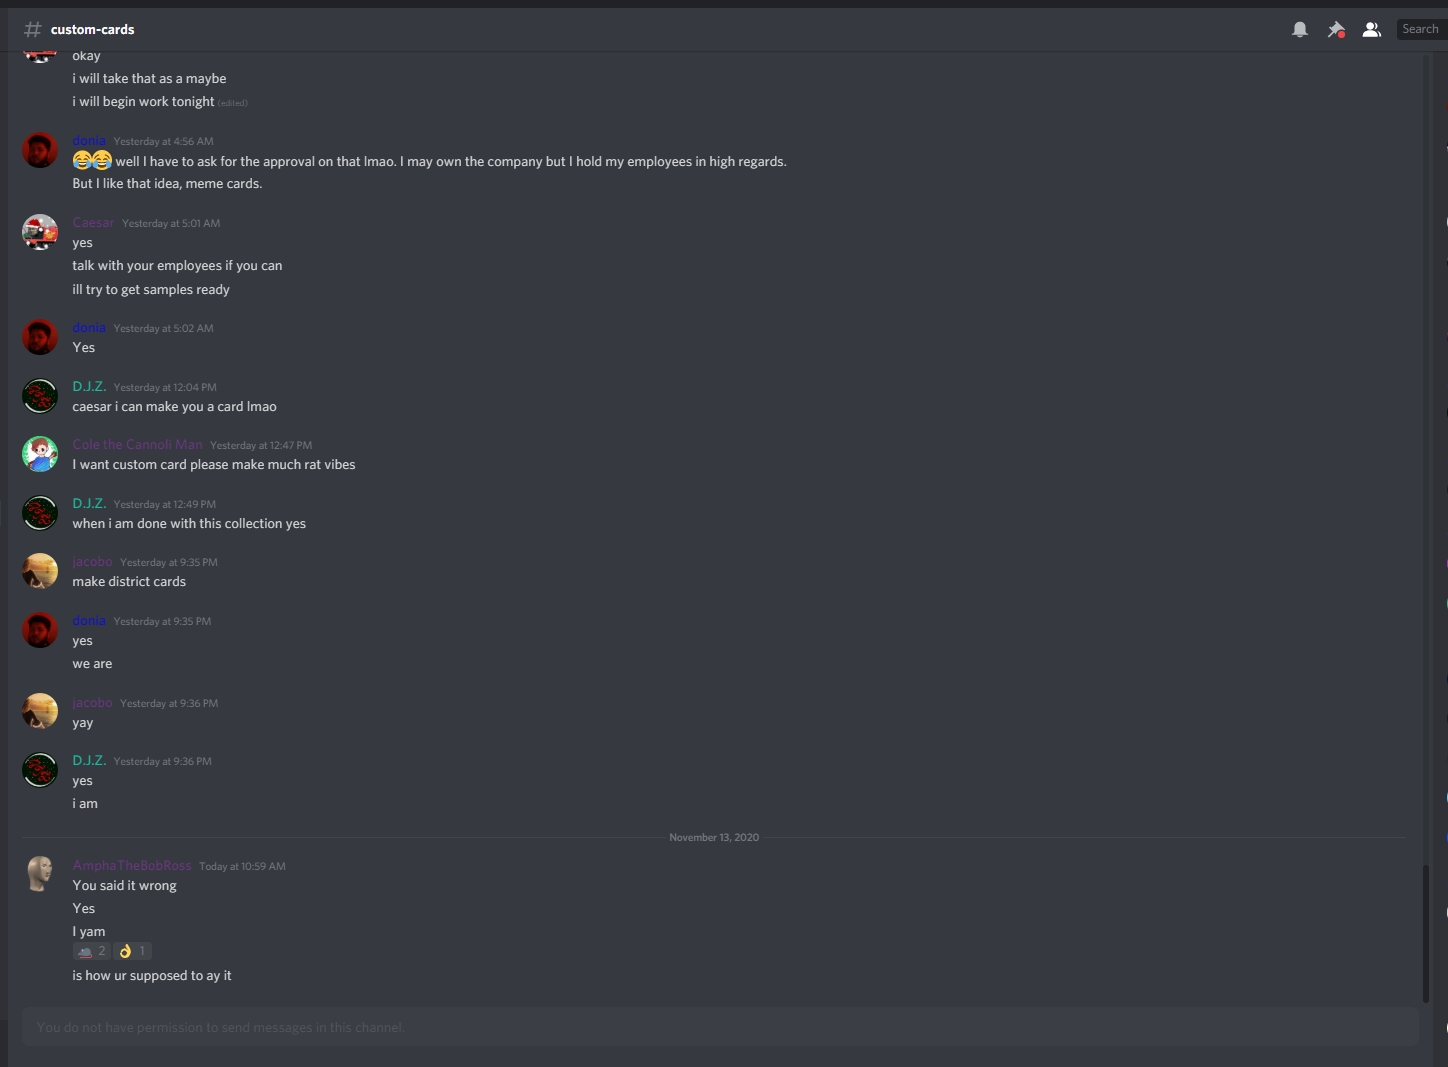 custom-cards
Search
okay
i will take that as a maybe
i will begin work tonight (edited)
donia Yesterday at 4:56 AM
😂😂 well I have to ask for the approval on that lmao. I may own the company but I hold my employees in high regards.
But I like that idea, meme cards.
Caesar Yesterday at 5:01 AM
yes
talk with your employees if you can
ill try to get samples ready
donia Yesterday at 5:02 AM
Yes
D.J.Z. Yesterday at 12:04 PM
caesar i can make you a card lmao
Cole the Cannoli Man Yesterday at 12:47 PM
I want custom card please make much rat vibes
D.J.Z. Yesterday at 12:49 PM
when i am done with this collection yes
jacobo Yesterday at 9:35 PM
make district cards
donia Yesterday at 9:35 PM
yes
we are
jacobo Yesterday at 9:36 PM
yay
D.J.Z. Yesterday at 9:36 PM
yes
i am
November 13, 2020
AmphaTheBobRoss Today at 10:59 AM
You said it wrong
Yes
I yam
2 👌 1
is how ur supposed to ay it
You do not have permission to send messages in this channel.